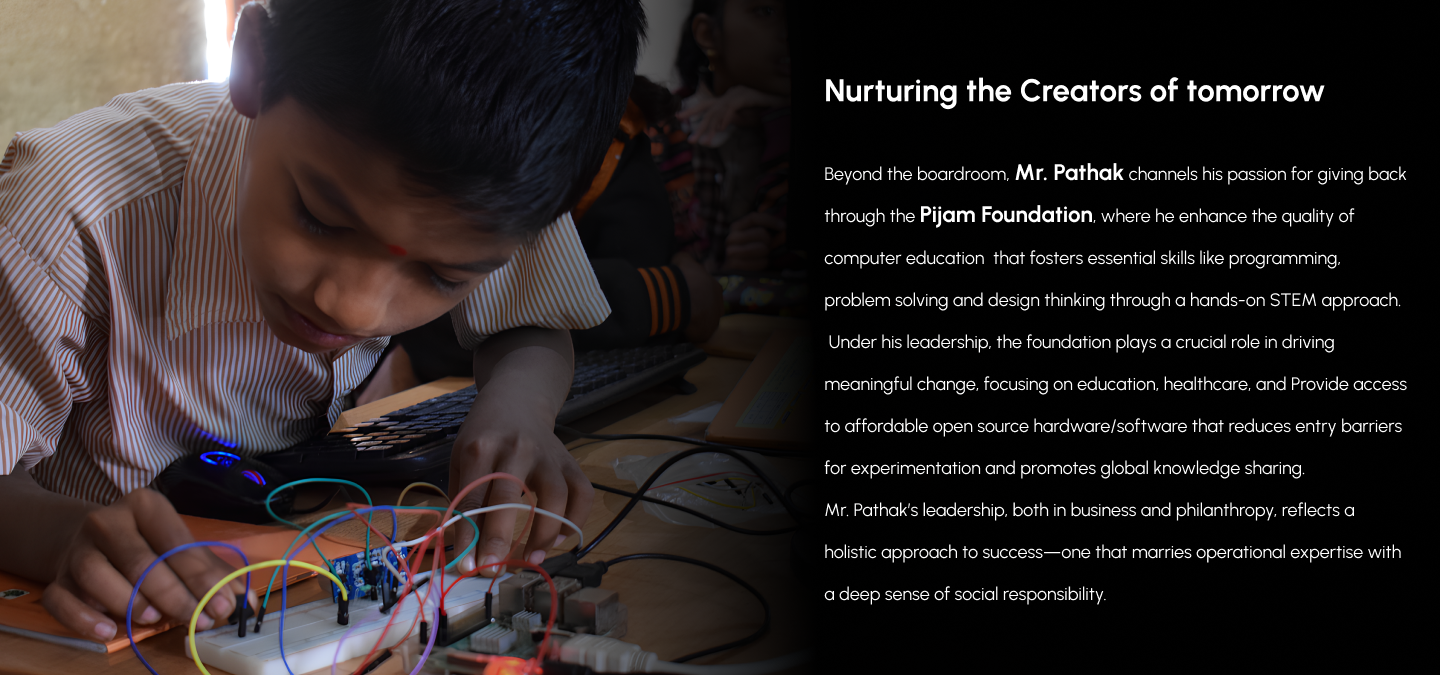 Nurturing the Creators of tomorrow
Beyond the boardroom, Mr. Pathak channels his passion for giving back
through the Pijam Foundation, where he enhance the quality of
computer education  that fosters essential skills like programming,
problem solving and design thinking through a hands-on STEM approach.
Under his leadership, the foundation plays a crucial role in driving
meaningful change, focusing on education, healthcare, and Provide access
to affordable open source hardware/software that reduces entry barriers
for experimentation and promotes global knowledge sharing.
Mr. Pathak’s leadership, both in business and philanthropy, reflects a
holistic approach to success—one that marries operational expertise with
a deep sense of social responsibility.